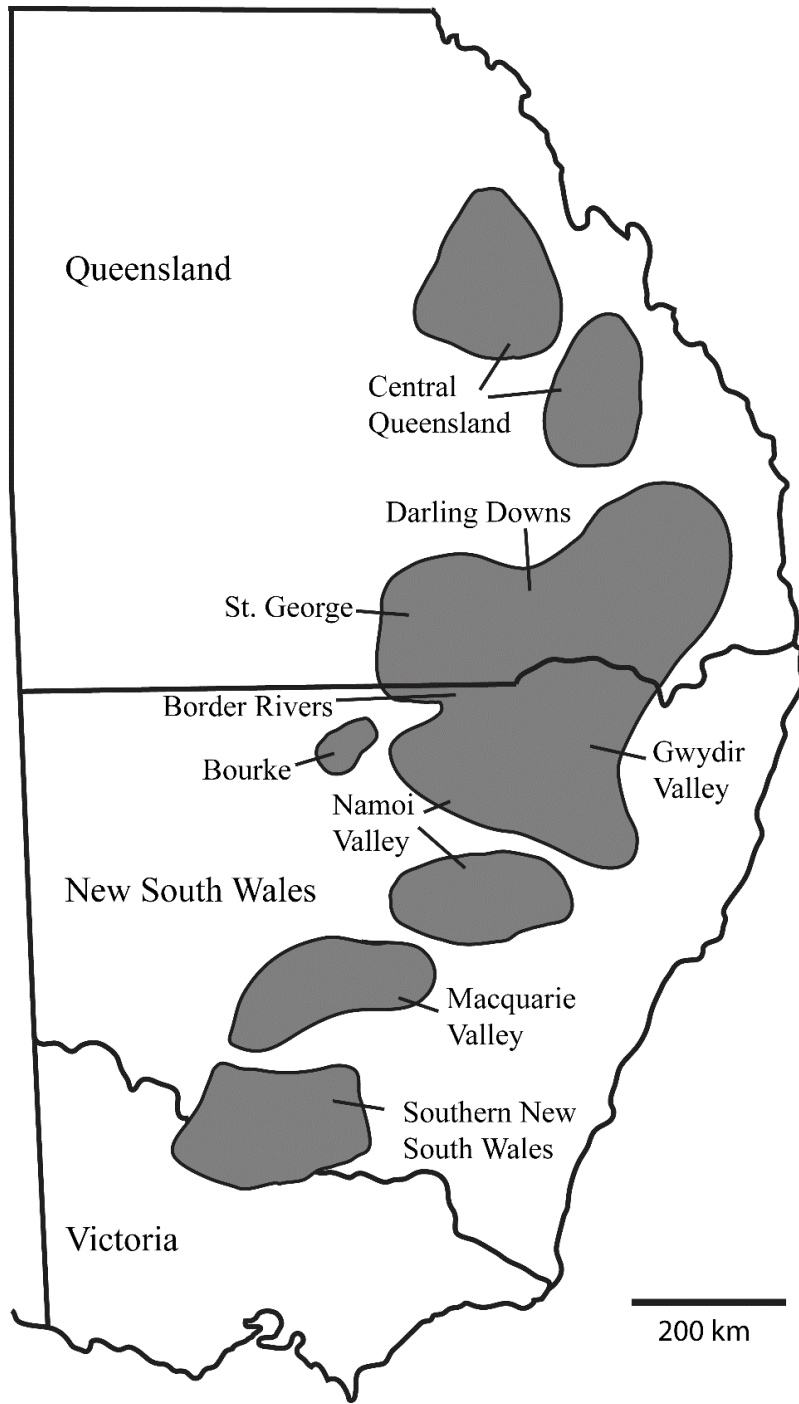 Queensland
Central
Queensland
Darling Downs
St. George
Border Rivers
Bourke
Gwydir
Valley
Namoi
Valley
New South Wales
Macquarie
Valley
Southern New
South Wales
Victoria
200 km